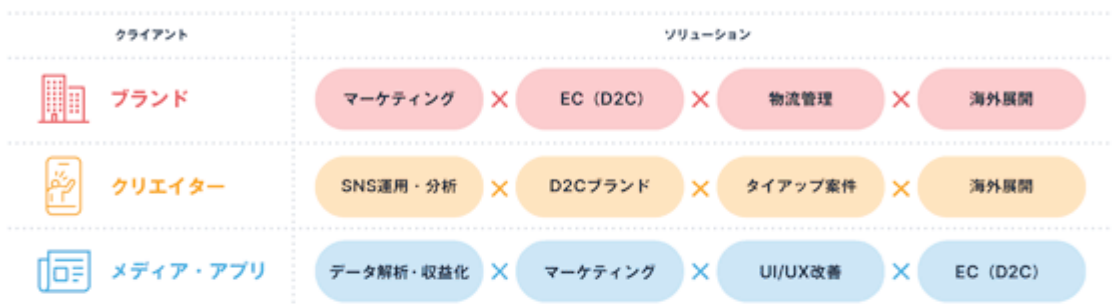 クライアント ソリューション
ブランド マーケティング × EC（D2C） × 物流管理 × 海外展開
クリエイター SNS運用・分析 × D2Cブランド × タイアップ案件 × 海外展開
メディア・アプリ データ解析・収益化 × マーケティング × UI/UX改善 × EC（D2C）